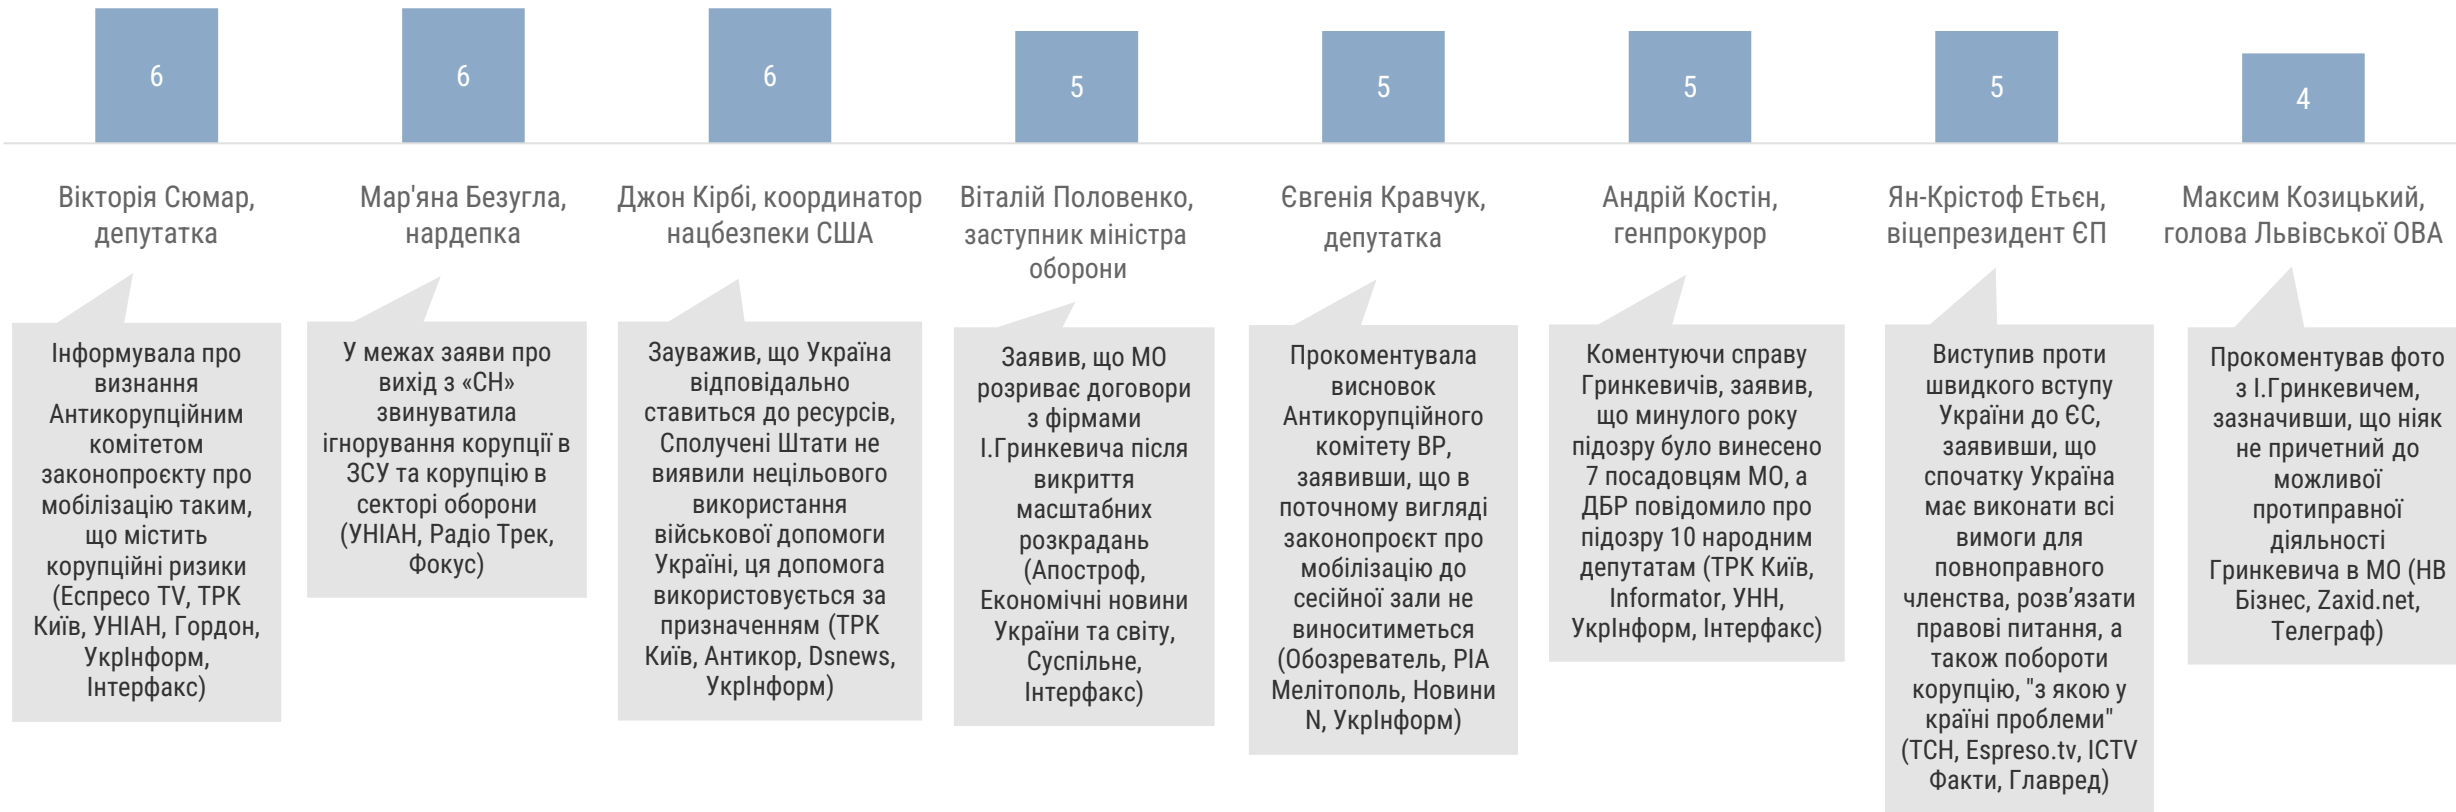 6
6
6
5
5
5
5
4
Вікторія Сюмар,
депутатка
Мар'яна Безугла,
нардепка
Джон Кірбі, координатор
нацбезпеки США
Віталій Половенко,
заступник міністра
оборони
Євгенія Кравчук,
депутатка
Андрій Костін,
генпрокурор
Ян-Крістоф Етьєн,
віцепрезидент ЄП
Максим Козицький,
голова Львівської ОВА
Інформувала про
визнання
Антикорупційним
комітетом
законопроєкту про
мобілізацію таким,
що містить
корупційні ризики
(Еспресо TV, ТРК
Київ, УНІАН, Гордон,
УкрІнформ,
Інтерфакс)
У межах заяви про
вихід з «СН»
звинуватила
ігнорування корупції в
ЗСУ та корупцію в
секторі оборони
(УНІАН, Радіо Трек,
Фокус)
Зауважив, що Україна
відповідально
ставиться до ресурсів,
Сполучені Штати не
виявили нецільового
використання
військової допомоги
Україні, ця допомога
використовується за
призначенням (ТРК
Київ, Антикор, Dsnews,
УкрІнформ)
Заявив, що МО
розриває договори
з фірмами
І.Гринкевича після
викриття
масштабних
розкрадань
(Апостроф,
Економічні новини
України та світу,
Суспільне,
Інтерфакс)
Прокоментувала
висновок
Антикорупційного
комітету ВР,
заявивши, що в
поточному вигляді
законопроєкт про
мобілізацію до
сесійної зали не
виноситиметься
(Обозреватель, РІА
Мелітополь, Новини
N, УкрІнформ)
Коментуючи справу
Гринкевичів, заявив,
що минулого року
підозру було винесено
7 посадовцям МО, а
ДБР повідомило про
підозру 10 народним
депутатам (ТРК Київ,
Informator, УНН,
УкрІнформ, Інтерфакс)
Виступив проти
швидкого вступу
України до ЄС,
заявивши, що
спочатку Україна
має виконати всі
вимоги для
повноправного
членства, розв’язати
правові питання, а
також побороти
корупцію, "з якою у
країні проблеми"
(ТСН, Espreso.tv, ICTV
Факти, Главред)
Прокоментував фото
з І.Гринкевичем,
зазначивши, що ніяк
не причетний до
можливої
протиправної
діяльності
Гринкевича в МО (НВ
Бізнес, Zaxid.net,
Телеграф)